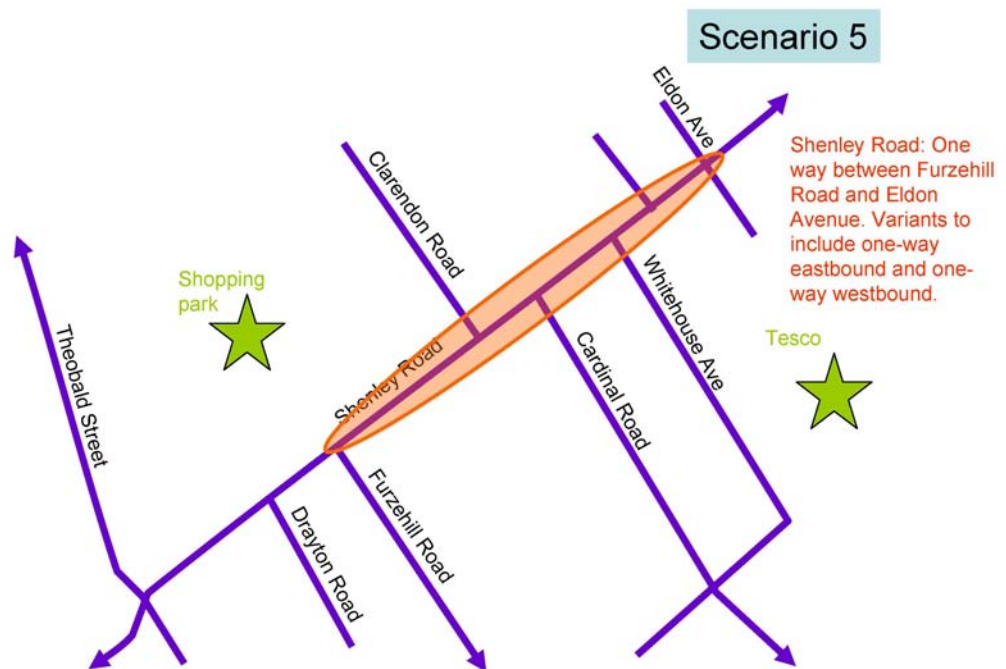 Scenario 5
Eldon Ave
Shenley Road: One
way between Furzehill
Road and Eldon
Avenue. Variants to
include one-way
eastbound and one-
way westbound.
Clarendon Road
Shopping
park
Theobald Street
Shenley Road
Whitehouse Ave
Tesco
Cardinal Road
Furzehill Road
Drayton Road